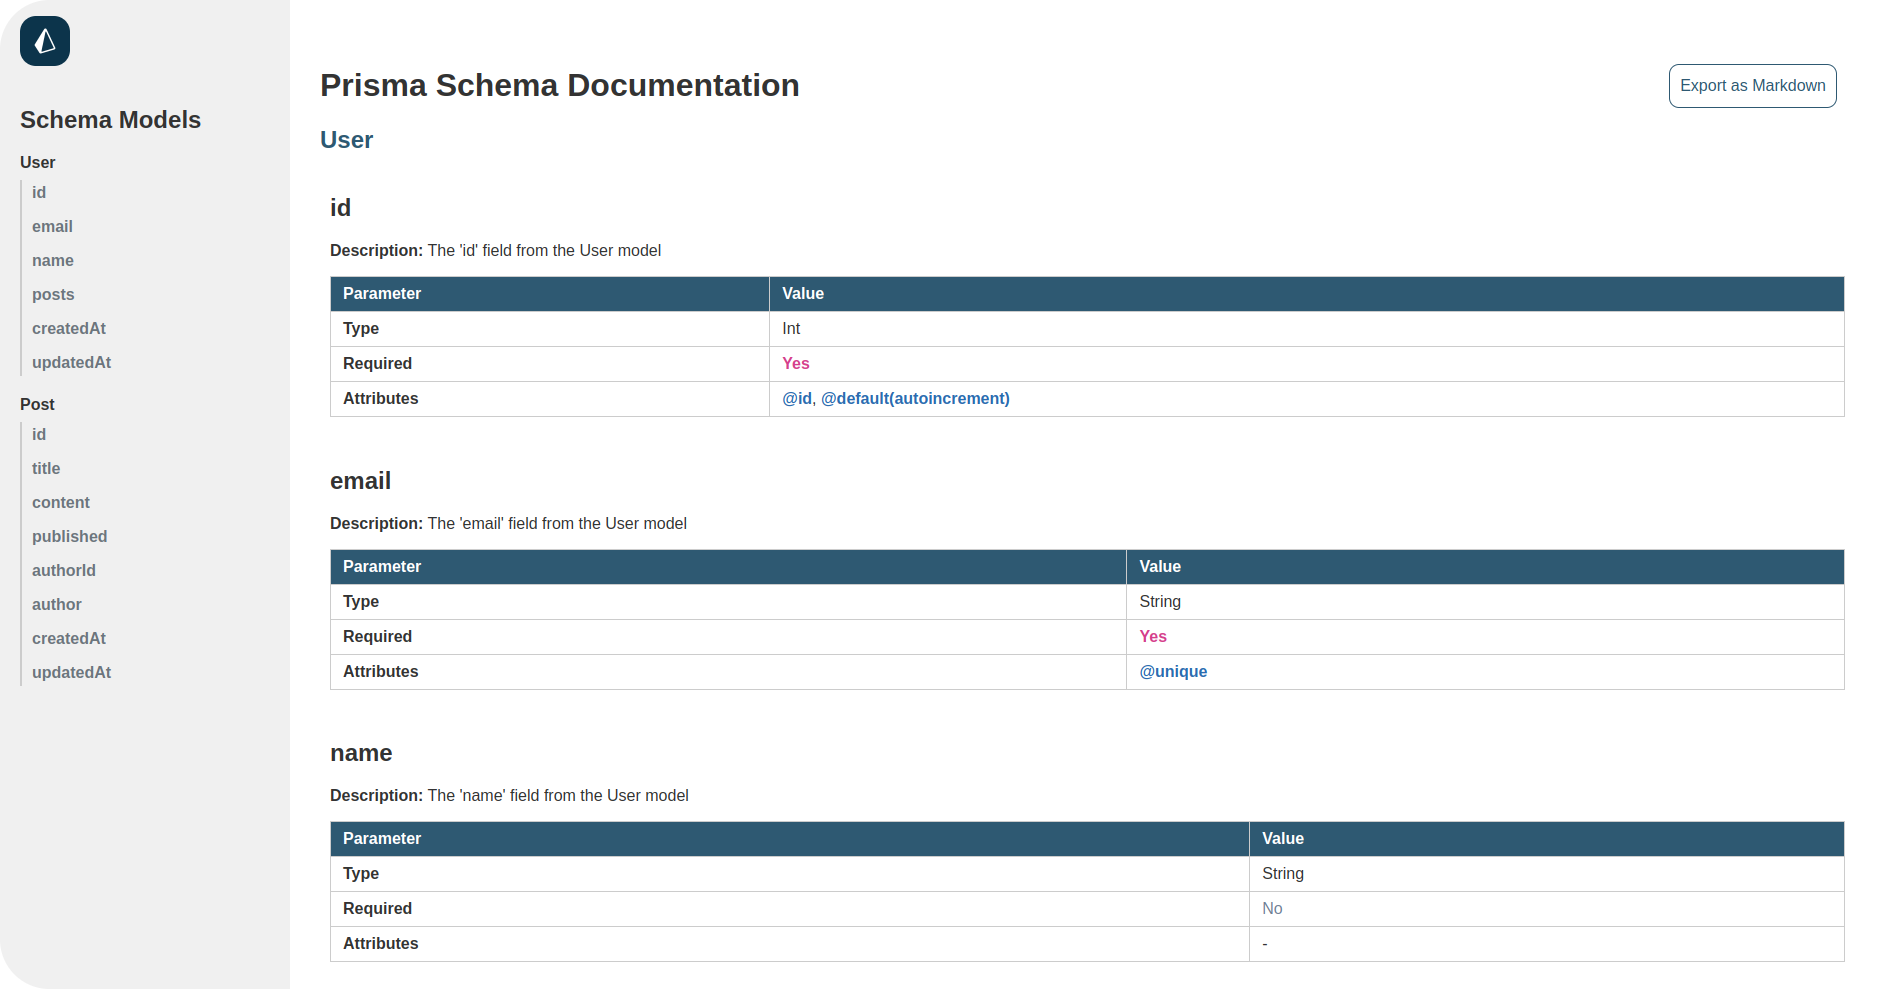 Schema Models
User
id
email
name
posts
createdAt
updatedAt
Post
id
title
content
published
authorId
author
createdAt
updatedAt
Prisma Schema Documentation
Export as Markdown
User
id
Description: The 'id' field from the User model
Parameter Value
Type Int
Required Yes
Attributes @id, @default(autoincrement)
email
Description: The 'email' field from the User model
Parameter Value
Type String
Required Yes
Attributes @unique
name
Description: The 'name' field from the User model
Parameter Value
Type String
Required No
Attributes -